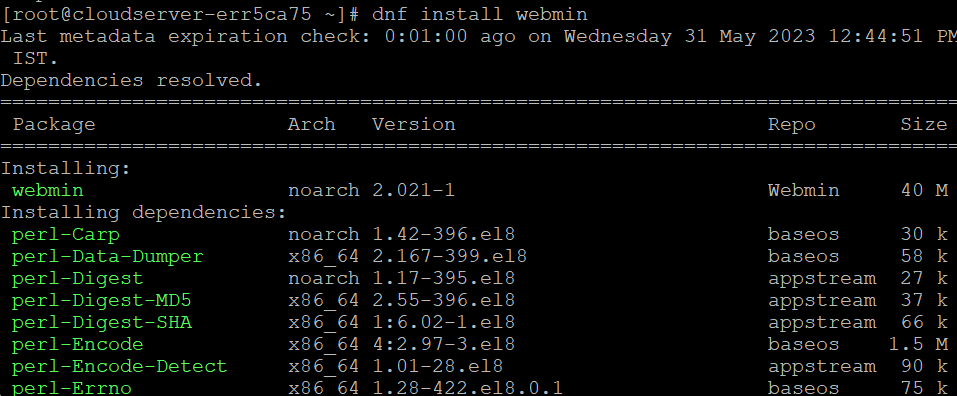 [root@cloudserver-err5ca75 ~]# dnf install webmin
Last metadata expiration check: 0:01:00 ago on Wednesday 31 May 2023 12:44:51 PM
 IST.
Dependencies resolved.
================================================================================
 Package                Arch   Version                          Repo       Size
================================================================================
Installing:
 webmin                 noarch 2.021-1                          Webmin     40 M
Installing dependencies:
 perl-Carp              noarch 1.42-396.el8                     baseos     30 k
 perl-Data-Dumper       x86_64 2.167-399.el8                    baseos     58 k
 perl-Digest            noarch 1.17-395.el8                     appstream  27 k
 perl-Digest-MD5        x86_64 2.55-396.el8                     appstream  37 k
 perl-Digest-SHA        x86_64 1:6.02-1.el8                     appstream  66 k
 perl-Encode            x86_64 4:2.97-3.el8                     baseos    1.5 M
 perl-Encode-Detect     x86_64 1.01-28.el8                      appstream  90 k
 perl-Errno             x86_64 1.28-422.el8.0.1                 baseos     75 k